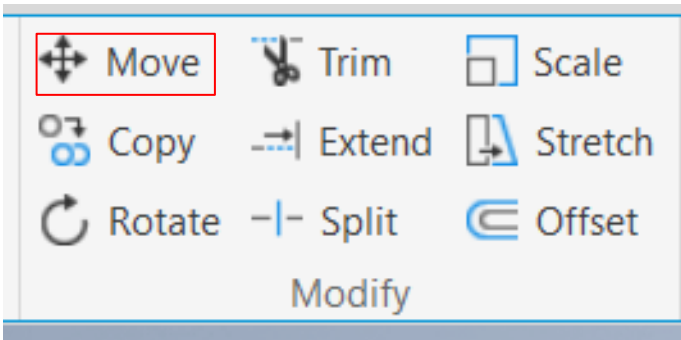 Move Trim Scale
Copy Extend Stretch
Rotate Split Offset
Modify